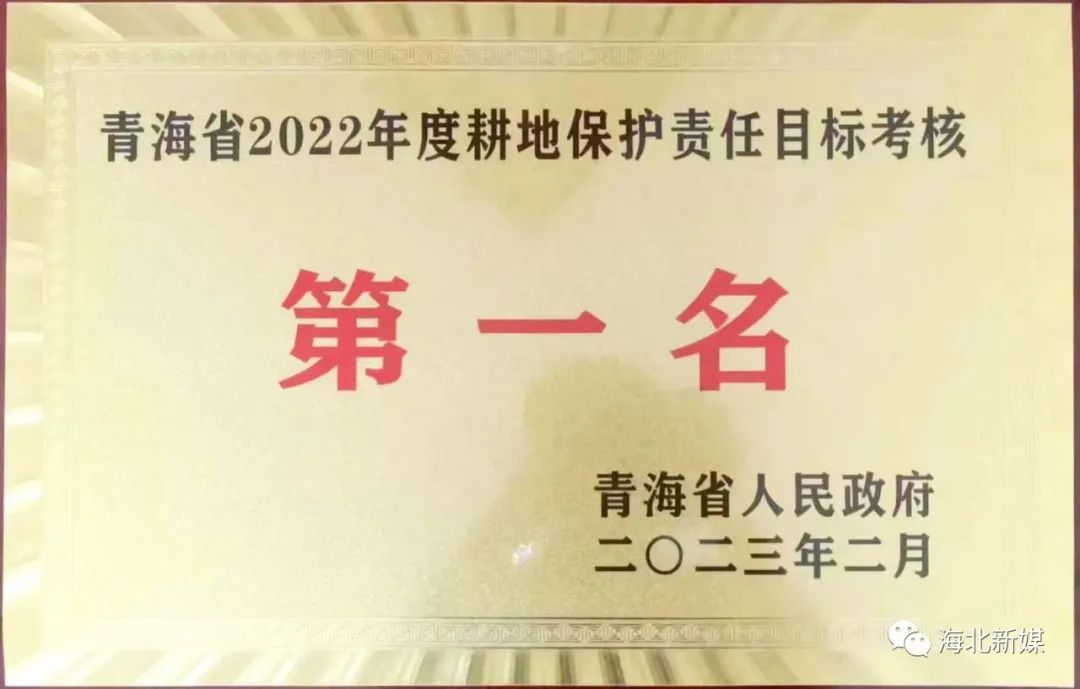 青海省2022年度耕地保护责任目标考核
第一名
青海省人民政府
二〇二三年二月
海北新媒